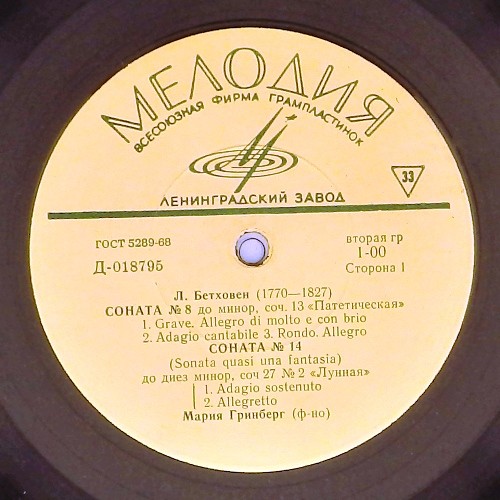 МЕЛОДИЯ
ВСЕСОЮЗНАЯ ФИРМА ГРАМПЛАСТИНОК
33
ЛЕНИНГРАДСКИЙ ЗАВОД
ГОСТ 5289-68
вторая гр
Д-018795
1-00
Сторона 1
Л. Бетховен (1770—1827)
СОНАТА № 8 до минор, соч. 13 «Патетическая»
1. Grave. Allegro di molto e con brio
2. Adagio cantabile 3. Rondo. Allegro
СОНАТА № 14
(Sonata quasi una fantasia)
до диез минор, соч 27 № 2 «Лунная»
1. Adagio sostenuto
2. Allegretto
Мария Гринберг (ф-но)